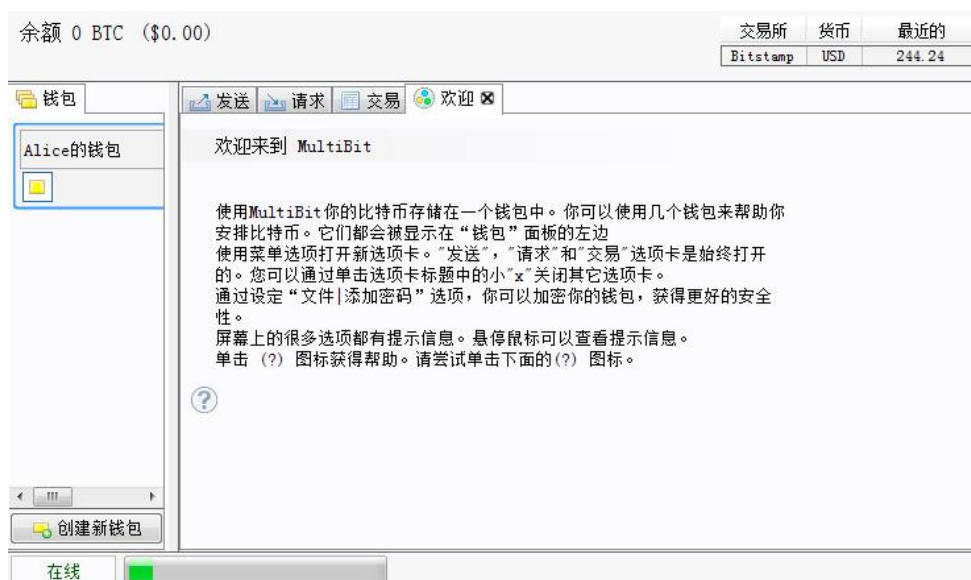 余额 0 BTC ($0.00)
交易所 货币 最近的
Bitstamp USD 244.24
钱包
发送 请求 交易 欢迎
Alice的钱包
欢迎来到 MultiBit
使用MultiBit你的比特币存储在一个钱包中。你可以使用几个钱包来帮助你
安排比特币。它们都会被显示在“钱包”面板的左边
使用菜单选项打开新选项卡。"发送"，"请求"和"交易"选项卡是始终打开
的。您可以通过单击选项卡标题中的小"x"关闭其它选项卡。
通过设定“文件|添加密码”选项，你可以加密你的钱包，获得更好的安全
性。
屏幕上的很多选项都有提示信息。悬停鼠标可以查看提示信息。
单击 (?) 图标获得帮助。请尝试单击下面的(?) 图标。
?
创建新钱包
在线